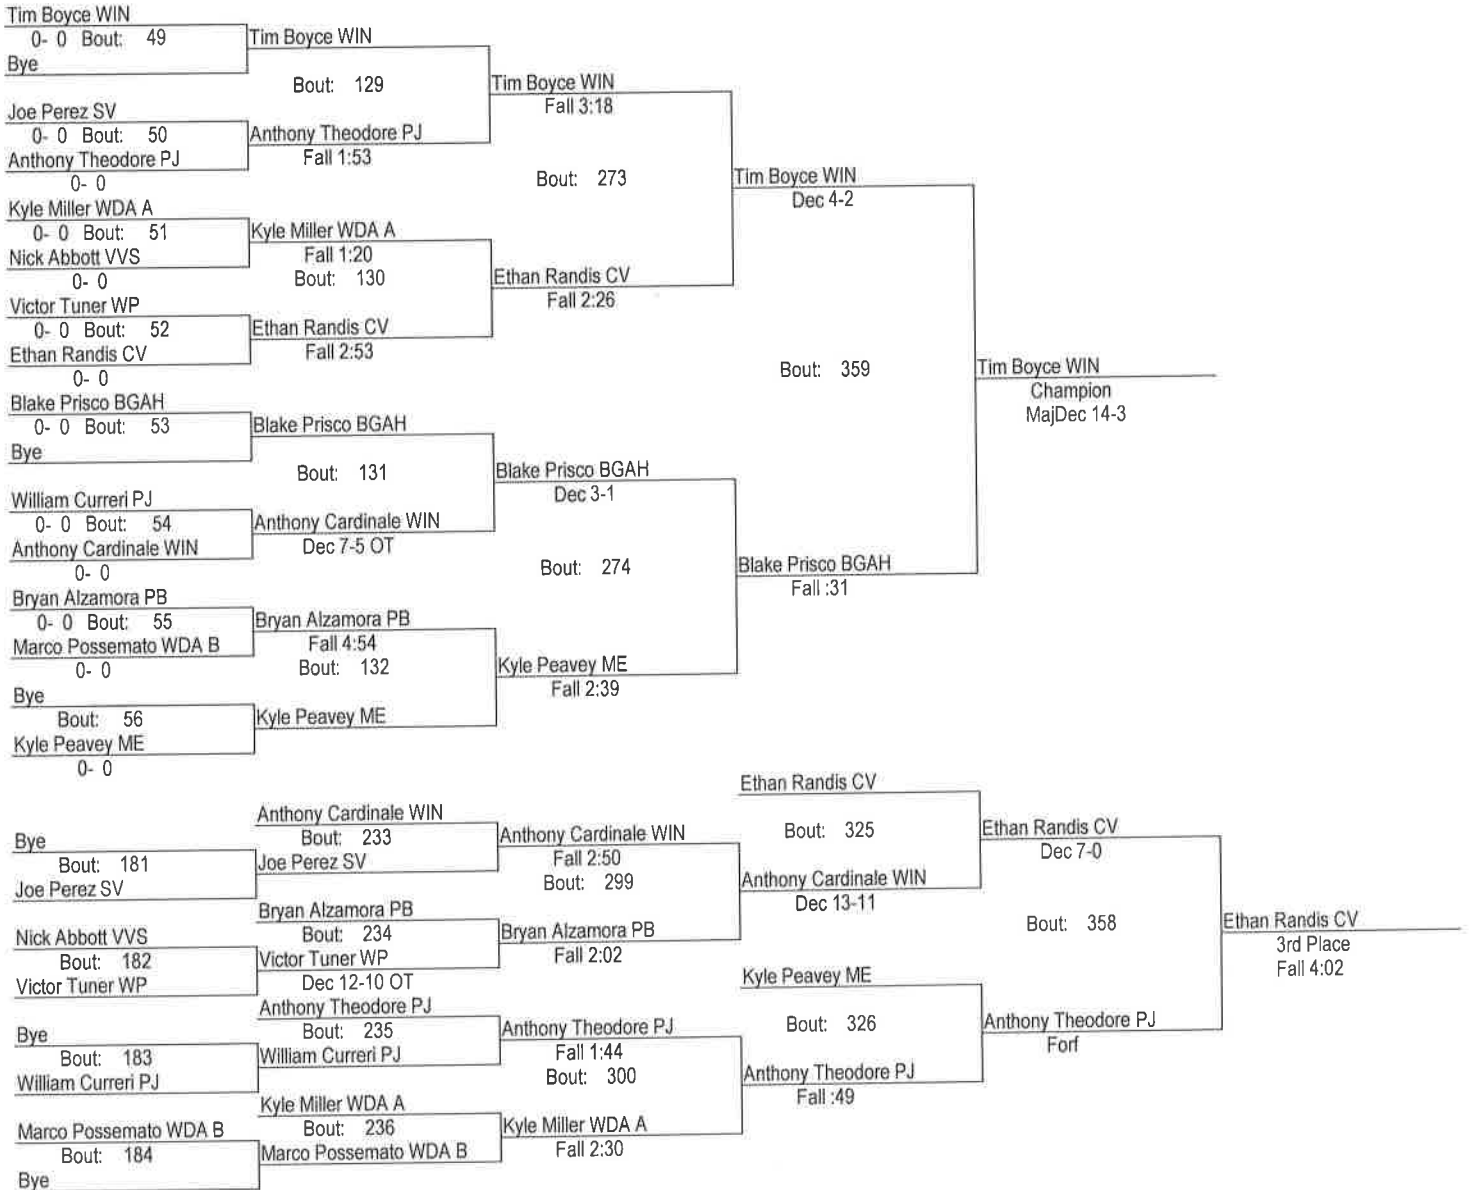 Tim Boyce WIN
0- 0 Bout: 49
Bye
Joe Perez SV
0- 0 Bout: 50
Anthony Theodore PJ
0- 0
Kyle Miller WDA A
0- 0 Bout: 51
Nick Abbott VVS
0- 0
Victor Tuner WP
0- 0 Bout: 52
Ethan Randis CV
0- 0
Blake Prisco BGAH
0- 0 Bout: 53
Bye
William Curreri PJ
0- 0 Bout: 54
Anthony Cardinale WIN
0- 0
Bryan Alzamora PB
0- 0 Bout: 55
Marco Possemato WDA B
0- 0
Bye
Bout: 56
Kyle Peavey ME
0- 0
Tim Boyce WIN
Bout: 129
Anthony Theodore PJ
Fall 1:53
Kyle Miller WDA A
Fall 1:20
Bout: 130
Ethan Randis CV
Fall 2:53
Blake Prisco BGAH
Bout: 131
Anthony Cardinale WIN
Dec 7-5 OT
Bryan Alzamora PB
Fall 4:54
Bout: 132
Kyle Peavey ME
Tim Boyce WIN
Fall 3:18
Bout: 273
Ethan Randis CV
Fall 2:26
Blake Prisco BGAH
Dec 3-1
Bout: 274
Kyle Peavey ME
Fall 2:39
Tim Boyce WIN
Dec 4-2
Bout: 359
Blake Prisco BGAH
Fall :31
Tim Boyce WIN
Champion
MajDec 14-3
Bye
Bout: 181
Joe Perez SV
Nick Abbott VVS
Bout: 182
Victor Tuner WP
Bye
Bout: 183
William Curreri PJ
Marco Possemato WDA B
Bout: 184
Bye
Anthony Cardinale WIN
Bout: 233
Joe Perez SV
Bryan Alzamora PB
Bout: 234
Victor Tuner WP
Dec 12-10 OT
Anthony Theodore PJ
Bout: 235
William Curreri PJ
Kyle Miller WDA A
Bout: 236
Marco Possemato WDA B
Anthony Cardinale WIN
Fall 2:50
Bout: 299
Bryan Alzamora PB
Fall 2:02
Anthony Theodore PJ
Fall 1:44
Bout: 300
Kyle Miller WDA A
Fall 2:30
Ethan Randis CV
Bout: 325
Anthony Cardinale WIN
Dec 13-11
Kyle Peavey ME
Bout: 326
Anthony Theodore PJ
Fall :49
Ethan Randis CV
Dec 7-0
Bout: 358
Anthony Theodore PJ
Forf
Ethan Randis CV
3rd Place
Fall 4:02